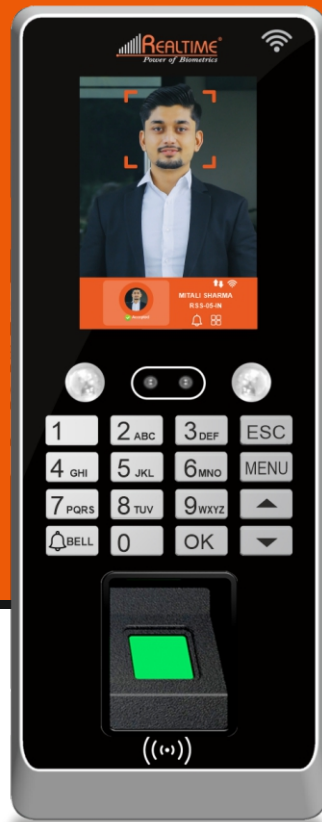 REALTIME®
Power of Biometrics
MITALI SHARMA
RSS-05-IN
1 2 ABC 3 DEF ESC
4 GHI 5 JKL 6 MNO MENU
7 PQRS 8 TUV 9 WXYZ
BELL 0 OK